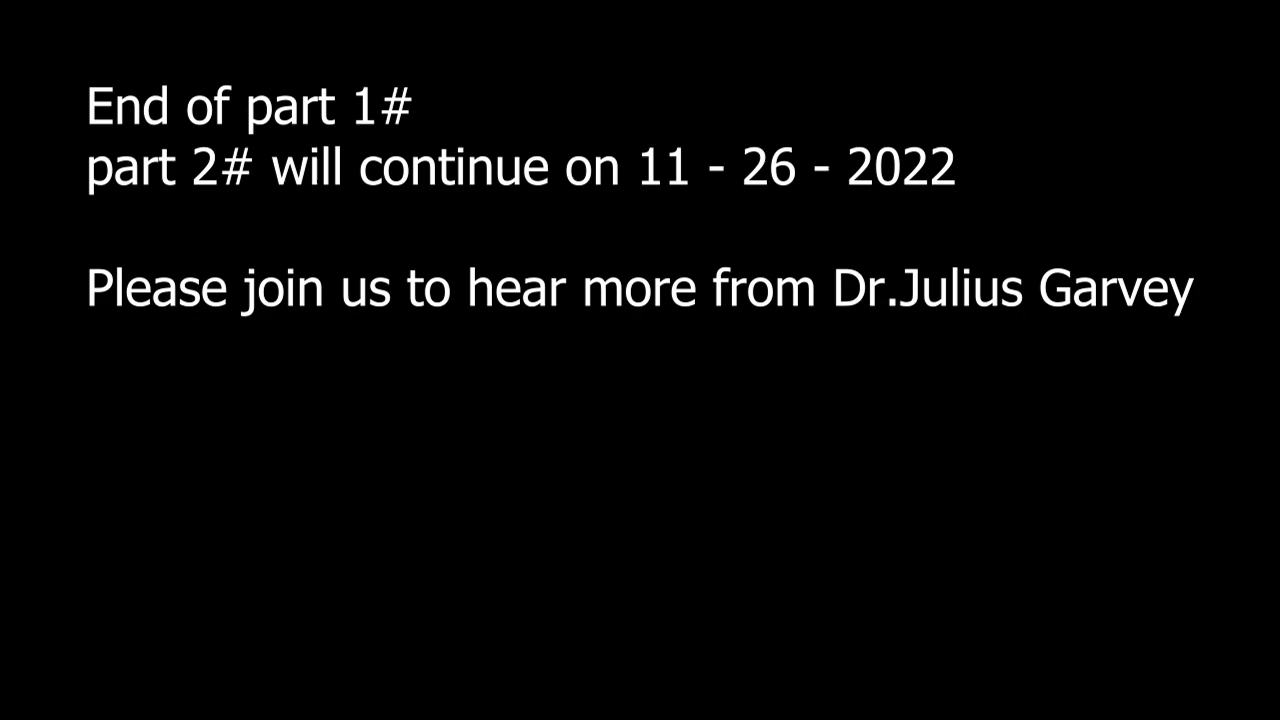 End of part 1#
part 2# will continue on 11 - 26 - 2022
Please join us to hear more from Dr.Julius Garvey